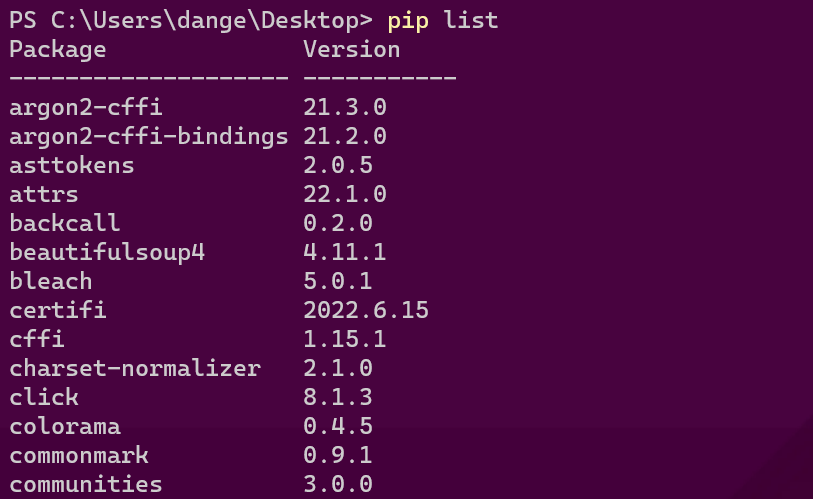 PS C:\Users\dange\Desktop> pip list
Package              Version
-------------------- -----------
argon2-cffi          21.3.0
argon2-cffi-bindings 21.2.0
asttokens            2.0.5
attrs                22.1.0
backcall             0.2.0
beautifulsoup4       4.11.1
bleach               5.0.1
certifi              2022.6.15
cffi                 1.15.1
charset-normalizer   2.1.0
click                8.1.3
colorama             0.4.5
commonmark           0.9.1
communities          3.0.0